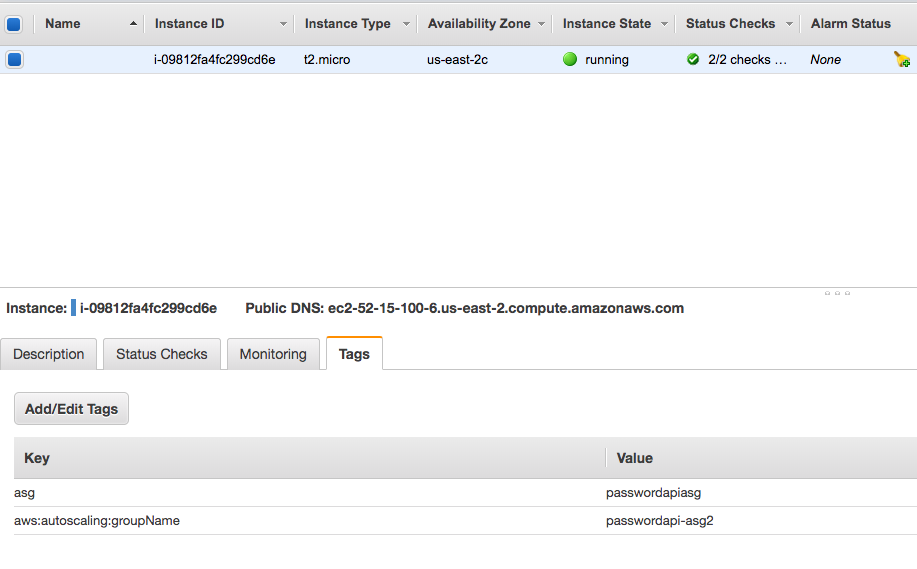 Name Instance ID Instance Type Availability Zone Instance State Status Checks Alarm Status
i-09812fa4fc299cd6e t2.micro us-east-2c running 2/2 checks ... None
Instance: i-09812fa4fc299cd6e Public DNS: ec2-52-15-100-6.us-east-2.compute.amazonaws.com
Description Status Checks Monitoring Tags
Add/Edit Tags
Key Value
asg passwordapiasg
aws:autoscaling:groupName passwordapi-asg2